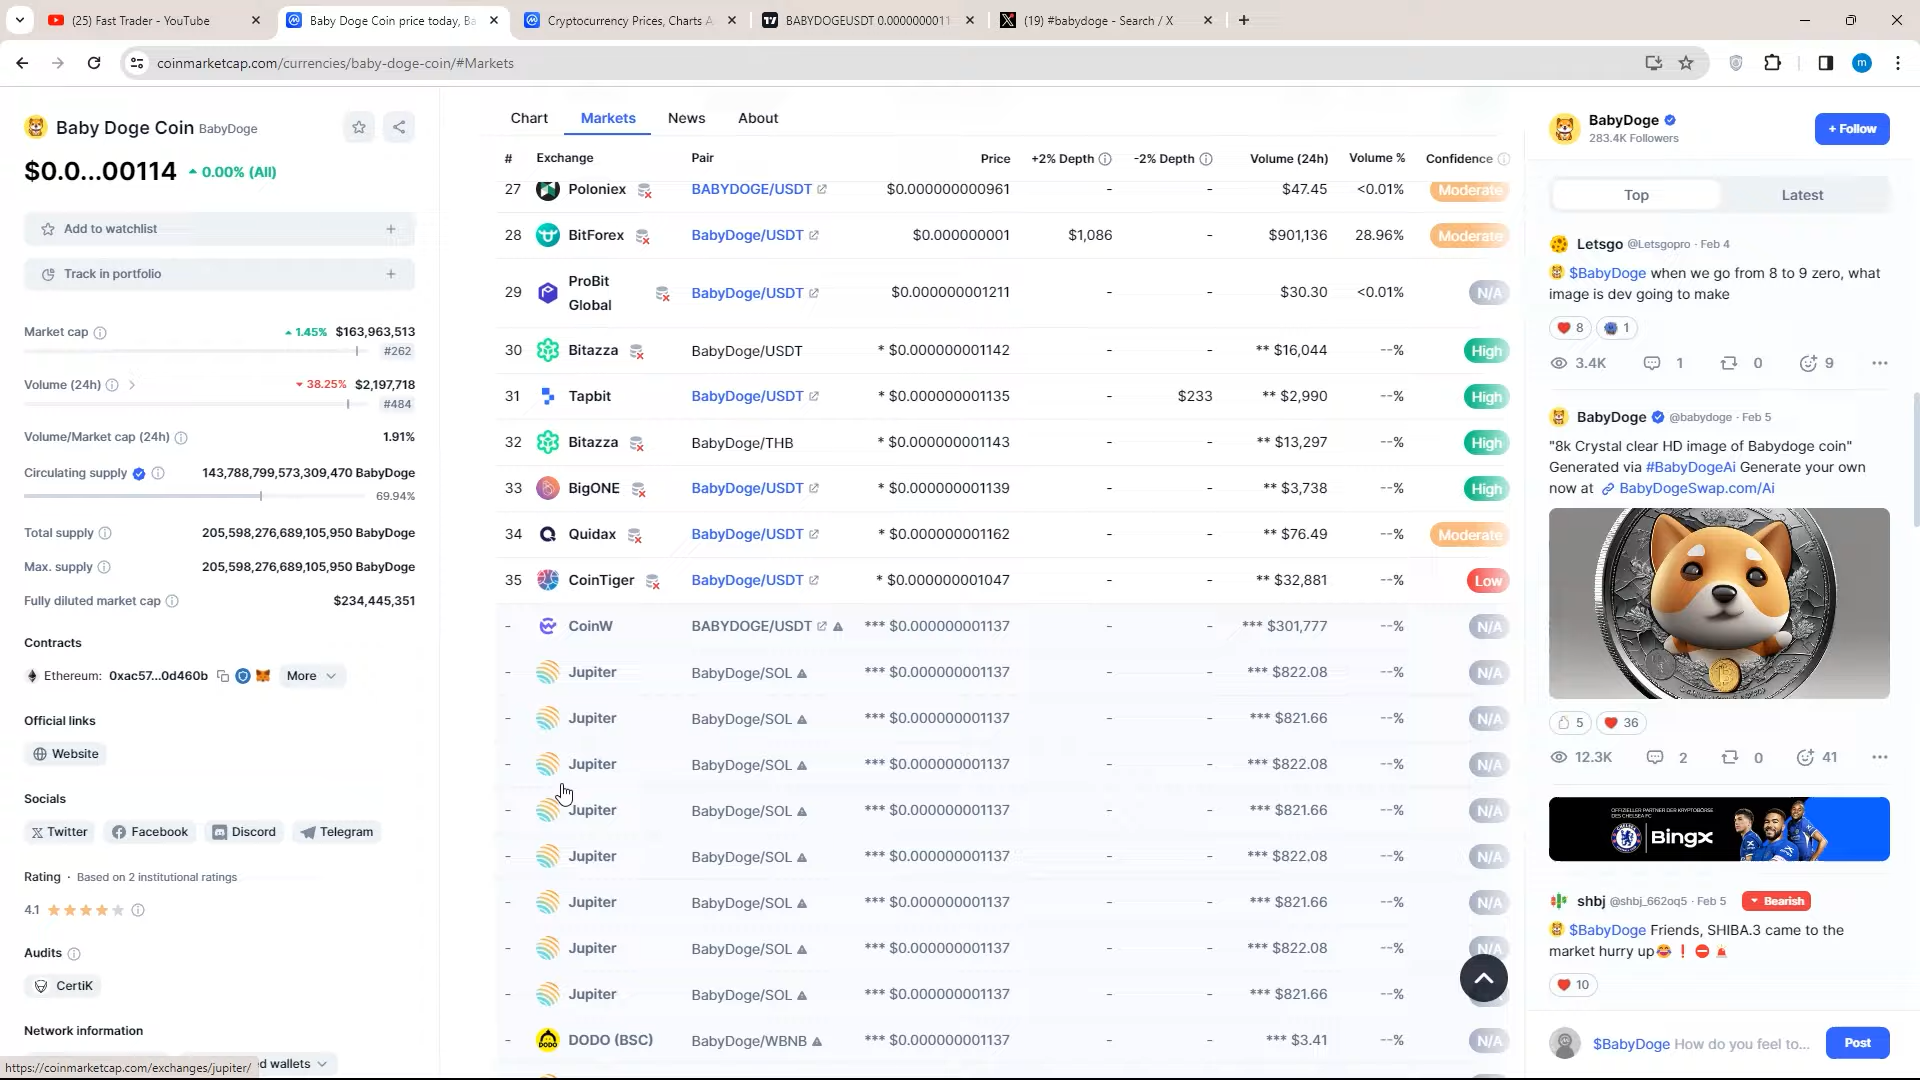 (25) Fast Trader - YouTube
Baby Doge Coin price today, Ba
Cryptocurrency Prices, Charts A
BABYDOGEUSDT 0.0000000011
(19) #babydoge - Search / X
coinmarketcap.com/currencies/baby-doge-coin/#Markets
m
Baby Doge Coin BabyDoge
$0.0...00114 0.00% (All)
Add to watchlist +
Track in portfolio +
Market cap 1.45% $163,963,513
#262
Volume (24h) 38.25% $2,197,718
#484
Volume/Market cap (24h) 1.91%
Circulating supply 143,788,799,573,309,470 BabyDoge
69.94%
Total supply 205,598,276,689,105,950 BabyDoge
Max. supply 205,598,276,689,105,950 BabyDoge
Fully diluted market cap $234,445,351
Contracts
Ethereum: 0xac57...0d460b More
Official links
Website
Socials
Twitter Facebook Discord Telegram
Rating · Based on 2 institutional ratings
4.1
Audits
CertiK
Network information
d wallets
https://coinmarketcap.com/exchanges/jupiter/
Chart Markets News About
# Exchange Pair Price +2% Depth -2% Depth Volume (24h) Volume % Confidence
27 Poloniex BABYDOGE/USDT $0.000000000961 - - $47.45 <0.01% Moderate
28 BitForex BabyDoge/USDT $0.000000001 $1,086 - $901,136 28.96% Moderate
29 ProBit Global BabyDoge/USDT $0.000000001211 - - $30.30 <0.01% N/A
30 Bitazza BabyDoge/USDT * $0.000000001142 - - ** $16,044 --% High
31 Tapbit BabyDoge/USDT * $0.000000001135 - $233 ** $2,990 --% High
32 Bitazza BabyDoge/THB * $0.000000001143 - - ** $13,297 --% High
33 BigONE BabyDoge/USDT * $0.000000001139 - - ** $3,738 --% High
34 Quidax BabyDoge/USDT * $0.000000001162 - - ** $76.49 --% Moderate
35 CoinTiger BabyDoge/USDT * $0.000000001047 - - ** $32,881 --% Low
- CoinW BABYDOGE/USDT *** $0.000000001137 - - *** $301,777 --% N/A
- Jupiter BabyDoge/SOL *** $0.000000001137 - - *** $822.08 --% N/A
- Jupiter BabyDoge/SOL *** $0.000000001137 - - *** $821.66 --% N/A
- Jupiter BabyDoge/SOL *** $0.000000001137 - - *** $822.08 --% N/A
- Jupiter BabyDoge/SOL *** $0.000000001137 - - *** $821.66 --% N/A
- Jupiter BabyDoge/SOL *** $0.000000001137 - - *** $822.08 --% N/A
- Jupiter BabyDoge/SOL *** $0.000000001137 - - *** $821.66 --% N/A
- Jupiter BabyDoge/SOL *** $0.000000001137 - - *** $822.08 --% N/A
- Jupiter BabyDoge/SOL *** $0.000000001137 - - *** $821.66 --% N/A
- DODO (BSC) BabyDoge/WBNB *** $0.000000001137 - - *** $3.41 --% N/A
BabyDoge
283.4K Followers
+ Follow
Top Latest
Letsgo @Letsgopro · Feb 4
$BabyDoge when we go from 8 to 9 zero, what
image is dev going to make
8 1
3.4K 1 0 9
BabyDoge @babydoge · Feb 5
"8k Crystal clear HD image of Babydoge coin"
Generated via #BabyDogeAi Generate your own
now at BabyDogeSwap.com/Ai
5 36
12.3K 2 0 41
OFFIZIELLER PARTNER DER KRYPTOBÖRSE
DES CHELSEA FC
BingX
shbj @shbj_662oq5 · Feb 5 Bearish
$BabyDoge Friends, SHIBA.3 came to the
market hurry up😂❗⛔🚨
10
$BabyDoge How do you feel to... Post